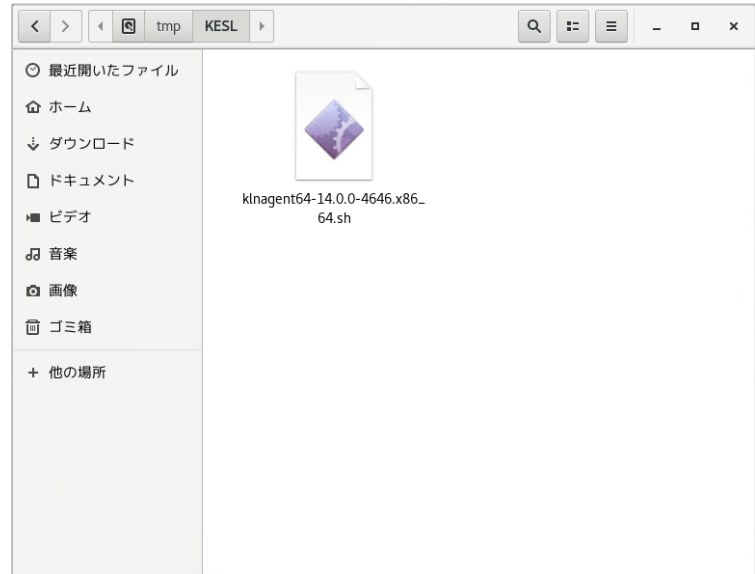 tmp
KESL
最近開いたファイル
ホーム
ダウンロード
ドキュメント
ビデオ
音楽
画像
ゴミ箱
他の場所
klnagent64-14.0.0-4646.x86_
64.sh